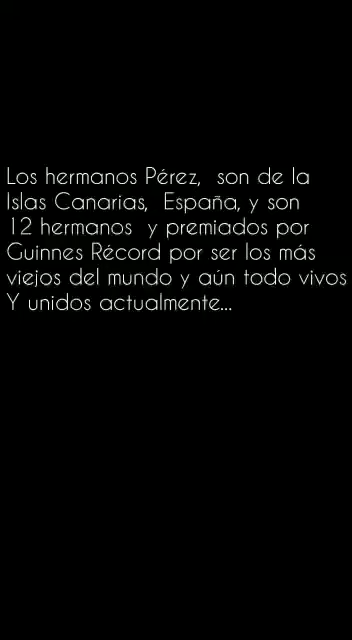 Los hermanos Pérez,  son de la
Islas Canarias,  España, y son
12 hermanos  y premiados por
Guinnes Récord por ser los más
viejos del mundo y aún todo vivos
Y unidos actualmente...